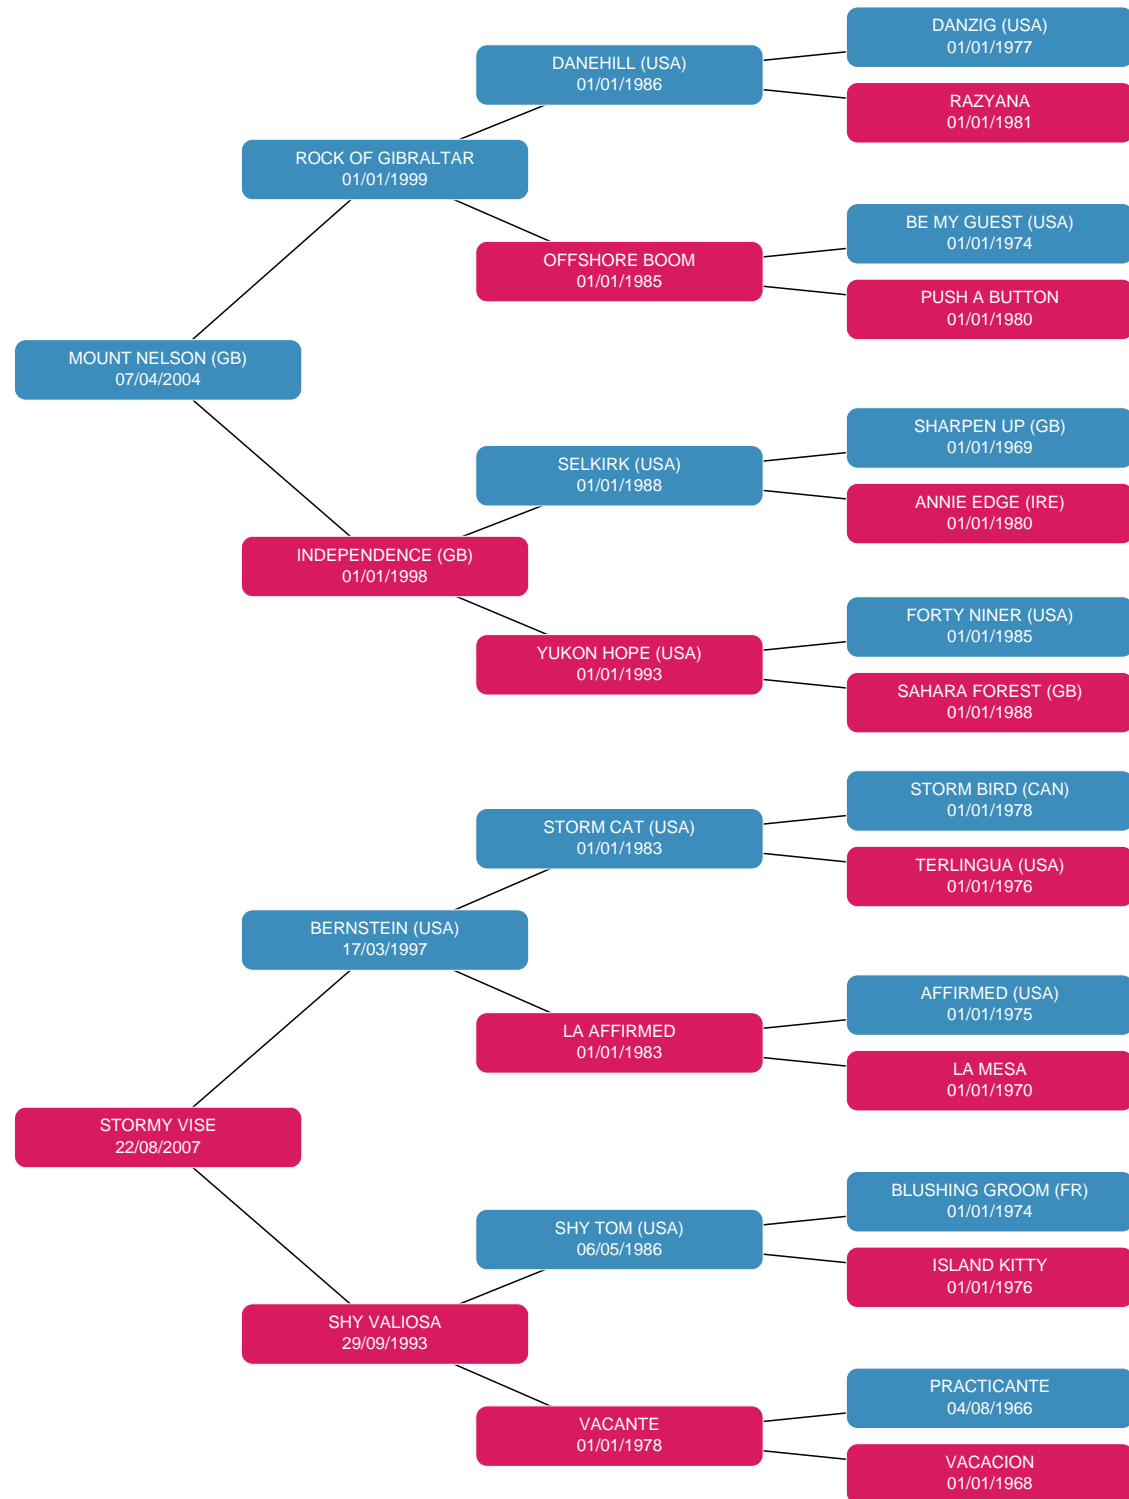 DANZIG (USA)
01/01/1977
DANEHILL (USA)
01/01/1986
RAZYANA
01/01/1981
ROCK OF GIBRALTAR
01/01/1999
BE MY GUEST (USA)
01/01/1974
OFFSHORE BOOM
01/01/1985
PUSH A BUTTON
01/01/1980
MOUNT NELSON (GB)
07/04/2004
SHARPEN UP (GB)
01/01/1969
SELKIRK (USA)
01/01/1988
ANNIE EDGE (IRE)
01/01/1980
INDEPENDENCE (GB)
01/01/1998
FORTY NINER (USA)
01/01/1985
YUKON HOPE (USA)
01/01/1993
SAHARA FOREST (GB)
01/01/1988
STORM BIRD (CAN)
01/01/1978
STORM CAT (USA)
01/01/1983
TERLINGUA (USA)
01/01/1976
BERNSTEIN (USA)
17/03/1997
AFFIRMED (USA)
01/01/1975
LA AFFIRMED
01/01/1983
LA MESA
01/01/1970
STORMY VISE
22/08/2007
BLUSHING GROOM (FR)
01/01/1974
SHY TOM (USA)
06/05/1986
ISLAND KITTY
01/01/1976
SHY VALIOSA
29/09/1993
PRACTICANTE
04/08/1966
VACANTE
01/01/1978
VACACION
01/01/1968